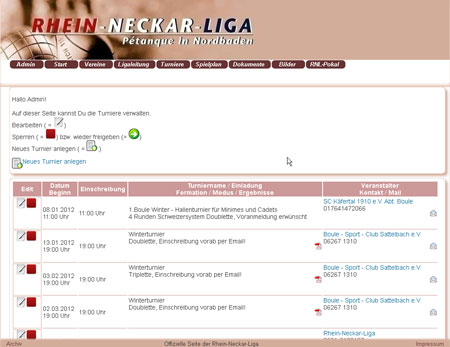 RHEIN-NECKAR-LIGA
Pétanque in Nordbaden
Admin Start Vereine Ligaleitung Turniere Spielplan Dokumente Bilder RNL-Pokal
Hallo Admin!
Auf dieser Seite kannst Du die Turniere verwalten.
Bearbeiten ( = )
Sperren ( = ) bzw. wieder freigeben (= )
Neues Turnier anlegen ( = )
Neues Turnier anlegen
Edit Datum Beginn Einschreibung Turniername / Einladung Formation / Modus / Ergebnisse Veranstalter Kontakt / Mail
08.01.2012 11:00 Uhr 11:00 Uhr 1.Boule Winter - Hallenturnier für Minimes und Cadets 4 Runden Schweizersystem Doublette, Voranmeldung erwünscht SC Käfertal 1910 e.V. Abt. Boule 017641472066
13.01.2012 19:00 Uhr 19:00 Uhr Winterturnier Doublette, Einschreibung vorab per Email! Boule - Sport - Club Sattelbach e.V. 06267 1310
03.02.2012 19:00 Uhr 19:00 Uhr Winterturnier Triplette, Einschreibung vorab per Email! Boule - Sport - Club Sattelbach e.V. 06267 1310
02.03.2012 19:00 Uhr 19:00 Uhr Winterturnier Doublette, Einschreibung vorab per Email! Boule - Sport - Club Sattelbach e.V. 06267 1310
Rhein-Neckar-Liga
Archiv Offizielle Seite der Rhein-Neckar-Liga Impressum